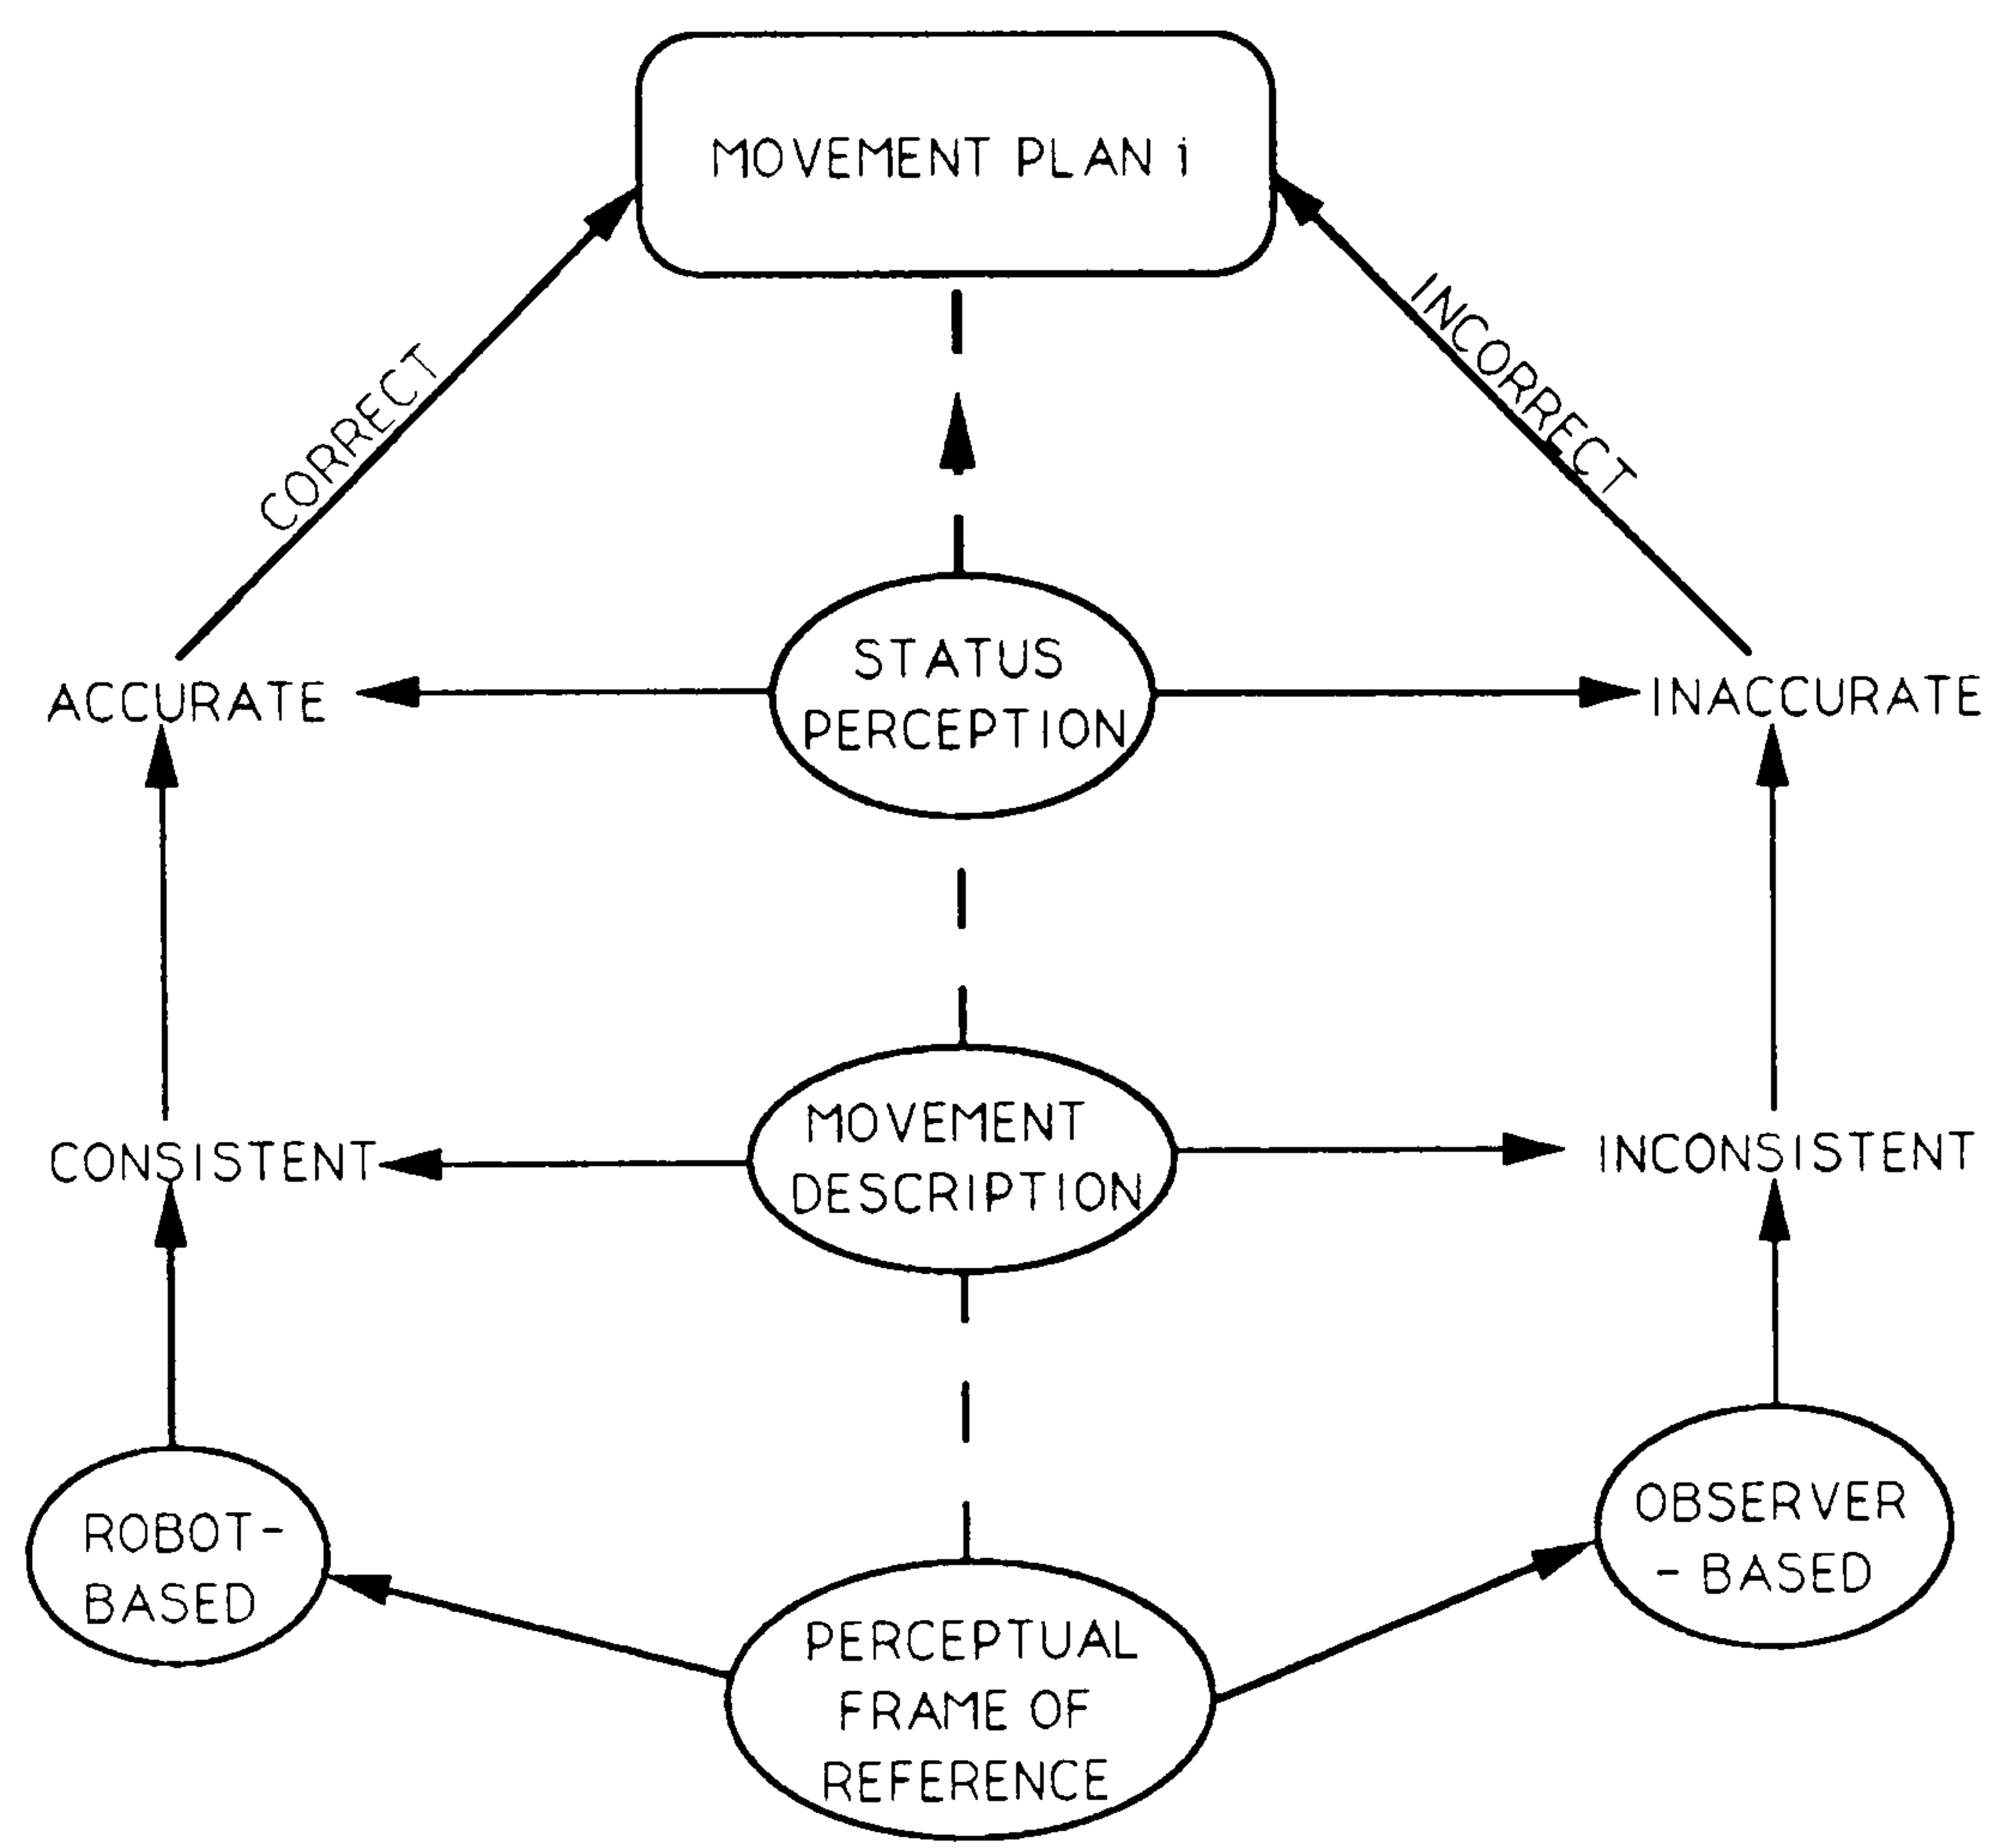 MOVEMENT PLAN i
CORRECT
INCORRECT
STATUS
PERCEPTION
ACCURATE
INACCURATE
MOVEMENT
DESCRIPTION
CONSISTENT
INCONSISTENT
ROBOT-
BASED
OBSERVER
- BASED
PERCEPTUAL
FRAME OF
REFERENCE